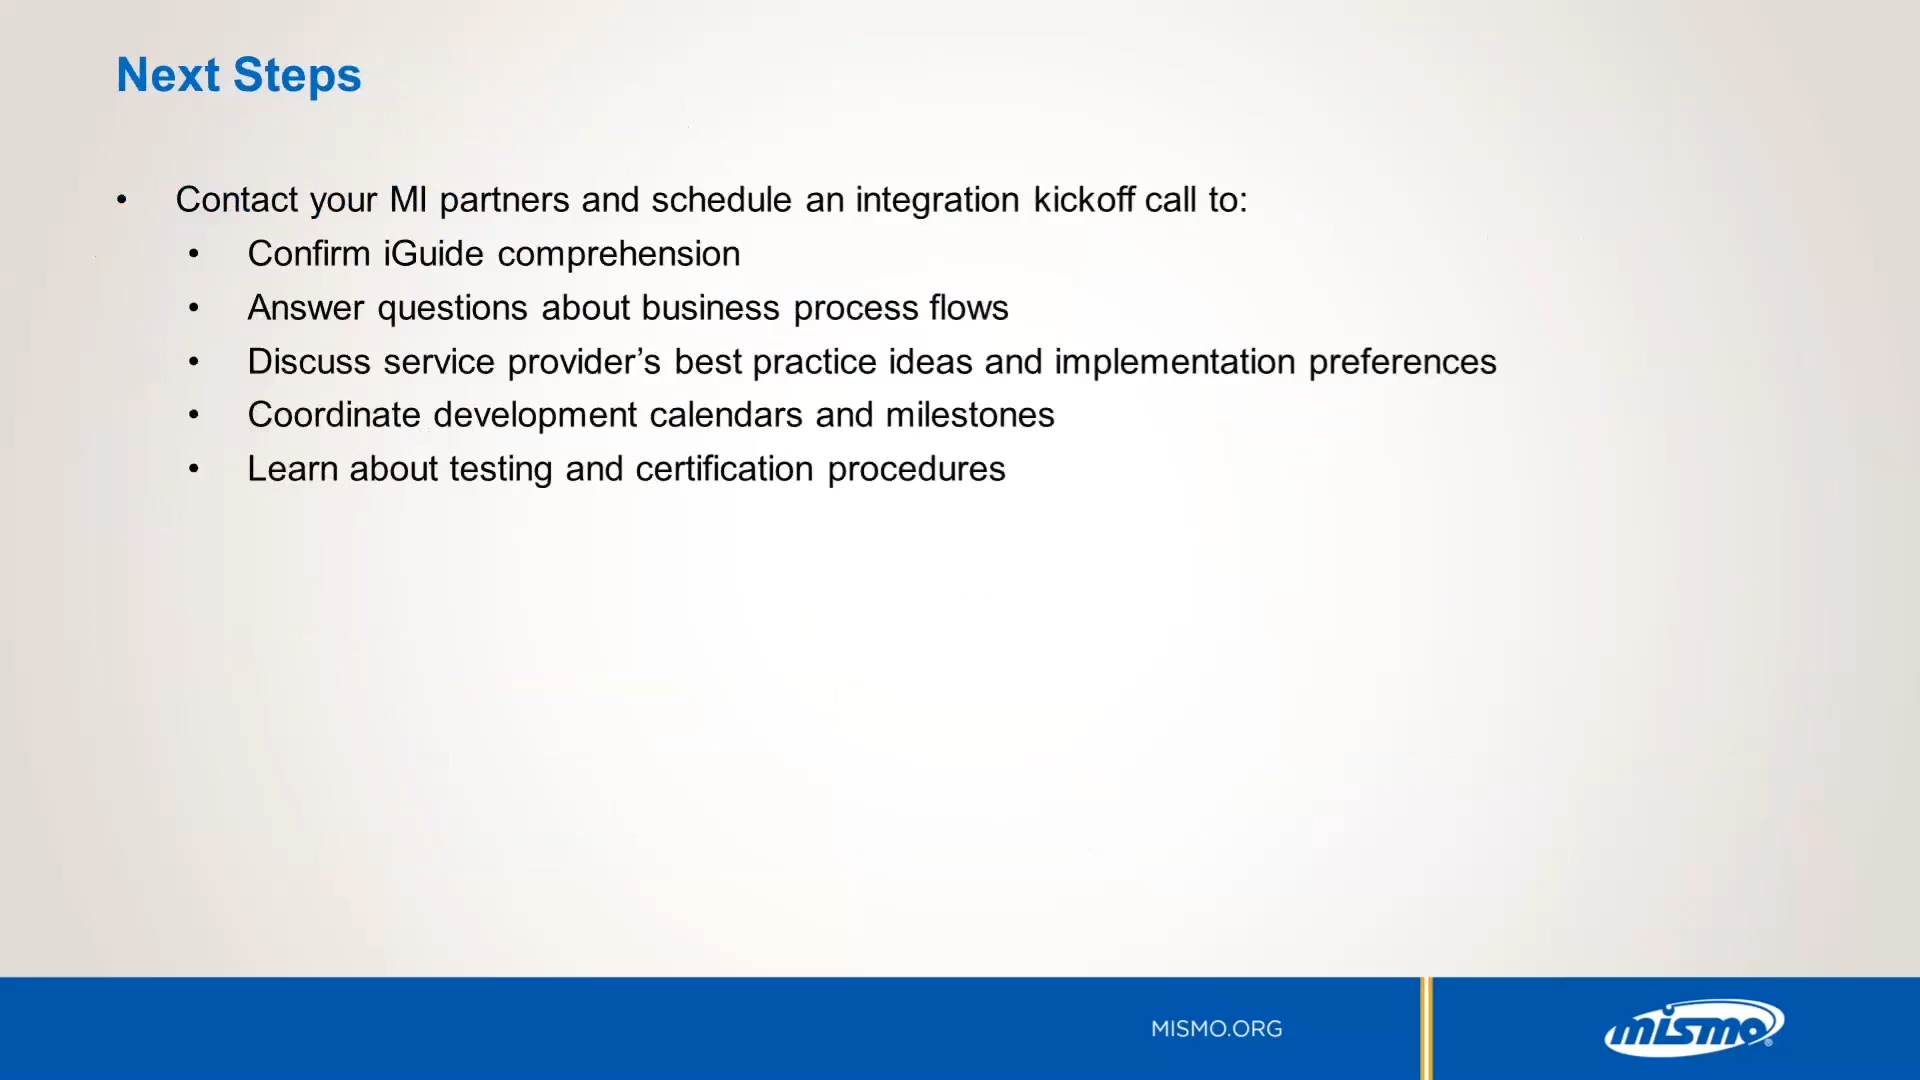 Next Steps
• Contact your MI partners and schedule an integration kickoff call to:
• Confirm iGuide comprehension
• Answer questions about business process flows
• Discuss service provider’s best practice ideas and implementation preferences
• Coordinate development calendars and milestones
• Learn about testing and certification procedures
MISMO.ORG
mismo®